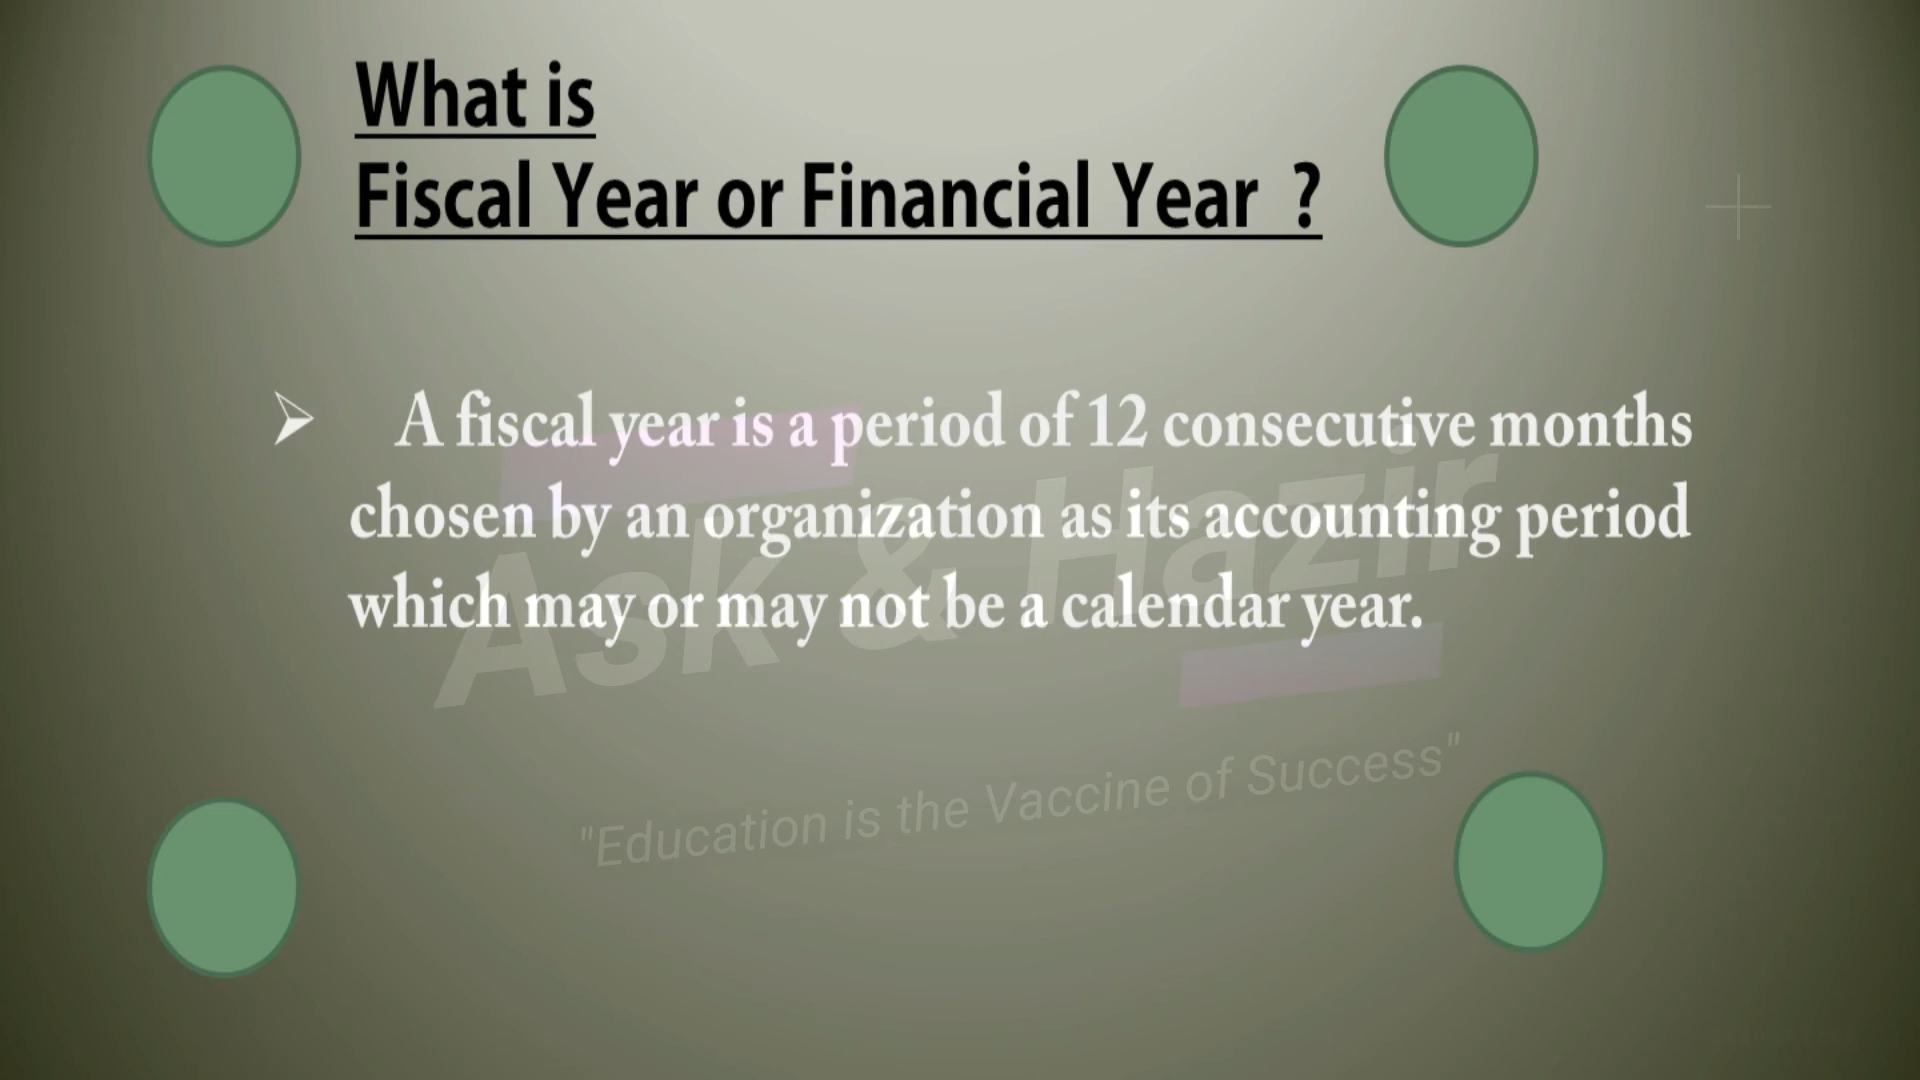 What is
Fiscal Year or Financial Year ?
➢ A fiscal year is a period of 12 consecutive months
chosen by an organization as its accounting period
which may or may not be a calendar year.
Ask & Hazir
"Education is the Vaccine of Success"